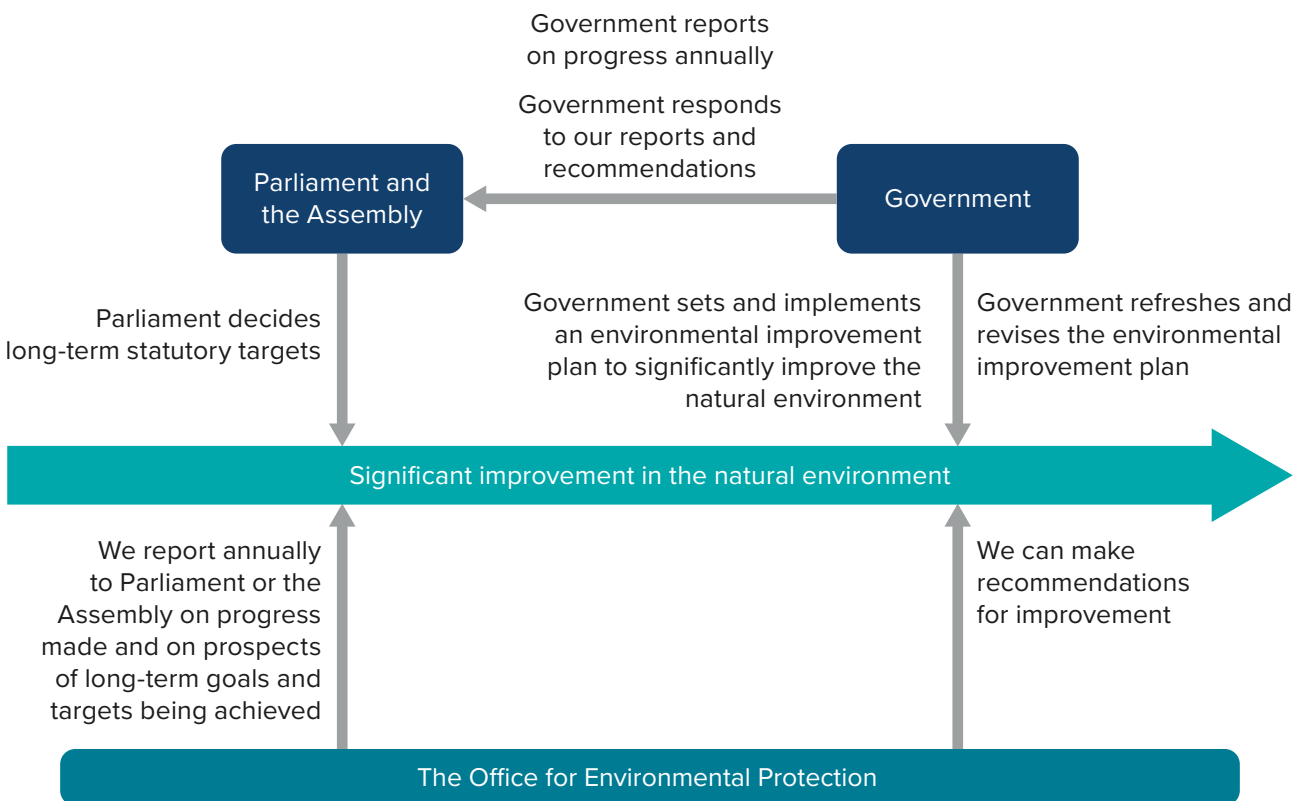 Government reports
on progress annually
Government responds
to our reports and
recommendations
Parliament and
the Assembly
Government
Parliament decides
long-term statutory targets
Government sets and implements
an environmental improvement
plan to significantly improve the
natural environment
Government refreshes and
revises the environmental
improvement plan
Significant improvement in the natural environment
We report annually
to Parliament or the
Assembly on progress
made and on prospects
of long-term goals and
targets being achieved
We can make
recommendations
for improvement
The Office for Environmental Protection